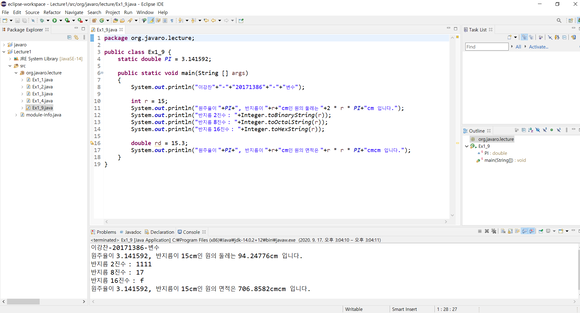 eclipse-workspace - Lecture1/src/org/javaro/lecture/Ex1_9.java - Eclipse IDE
File Edit Source Refactor Navigate Search Project Run Window Help
Package Explorer
javaro
Lecture1
JRE System Library [JavaSE-14]
src
org.javaro.lecture
Ex1_1.java
Ex1_2.java
Ex1_3.java
Ex1_4.java
Ex1_9.java
module-info.java
Ex1_9.java
1 package org.javaro.lecture;
2
3 public class Ex1_9 {
4 static double PI = 3.141592;
5
6 public static void main(String [] args)
7 {
8 System.out.println("이강찬"+"-"+"20171386"+"-"+"변수");
9
10 int r = 15;
11 System.out.println("원주율이 "+PI+", 반지름이 "+r+"cm인 원의 둘레는 "+2 * r * PI+"cm 입니다.");
12 System.out.println("반지름 2진수 : "+Integer.toBinaryString(r));
13 System.out.println("반지름 8진수 : "+Integer.toOctalString(r));
14 System.out.println("반지름 16진수 : "+Integer.toHexString(r));
15
16 double rd = 15.3;
17 System.out.println("원주율이 "+PI+", 반지름이 "+r+"cm인 원의 면적은 "+r * r * PI+"cmcm 입니다.");
18 }
19 }
Task List
Find
All
Activate...
Outline
org.javaro.lecture
Ex1_9
PI : double
main(String[]) : void
Problems Javadoc Declaration Console
<terminated> Ex1_9 [Java Application] C:\Program Files (x86)\Java\jdk-14.0.2+12\bin\javaw.exe (2020. 9. 17. 오후 3:04:10 – 오후 3:04:11)
이강찬-20171386-변수
원주율이 3.141592, 반지름이 15cm인 원의 둘레는 94.24776cm 입니다.
반지름 2진수 : 1111
반지름 8진수 : 17
반지름 16진수 : f
원주율이 3.141592, 반지름이 15cm인 원의 면적은 706.8582cmcm 입니다.
Writable
Smart Insert
1 : 28 : 27